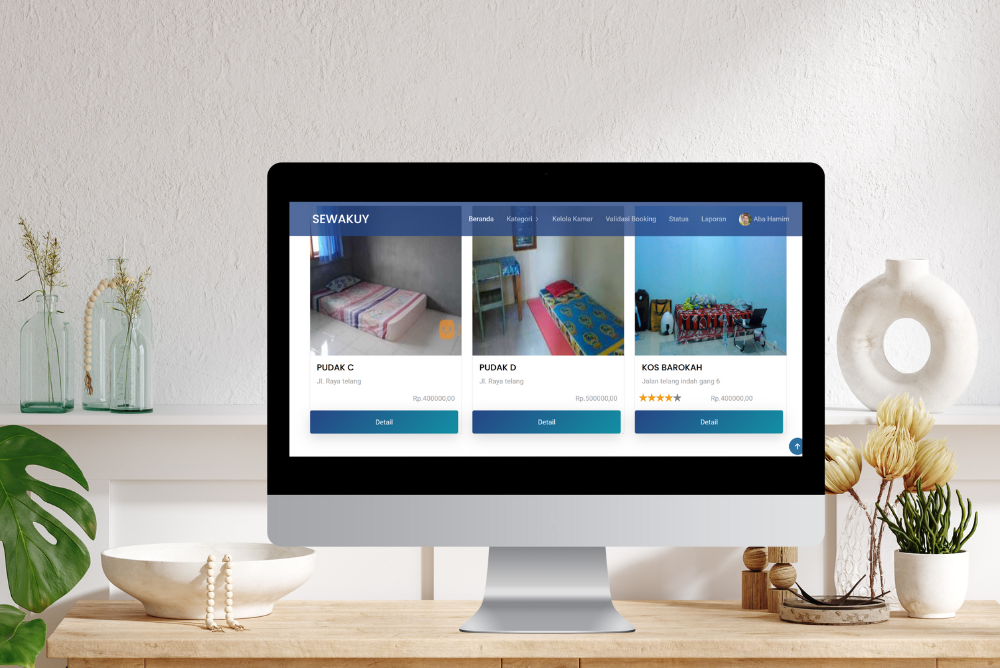 SEWAKUY
Beranda Kategori Kelola Kamar Validasi Booking Status Laporan Aba Hamim
PUDAK C
Jl. Raya telang
Rp.400000,00
Detail
PUDAK D
Jl. Raya telang
Rp.500000,00
Detail
KOS BAROKAH
Jalan telang indah gang 6
Rp.400000,00
Detail